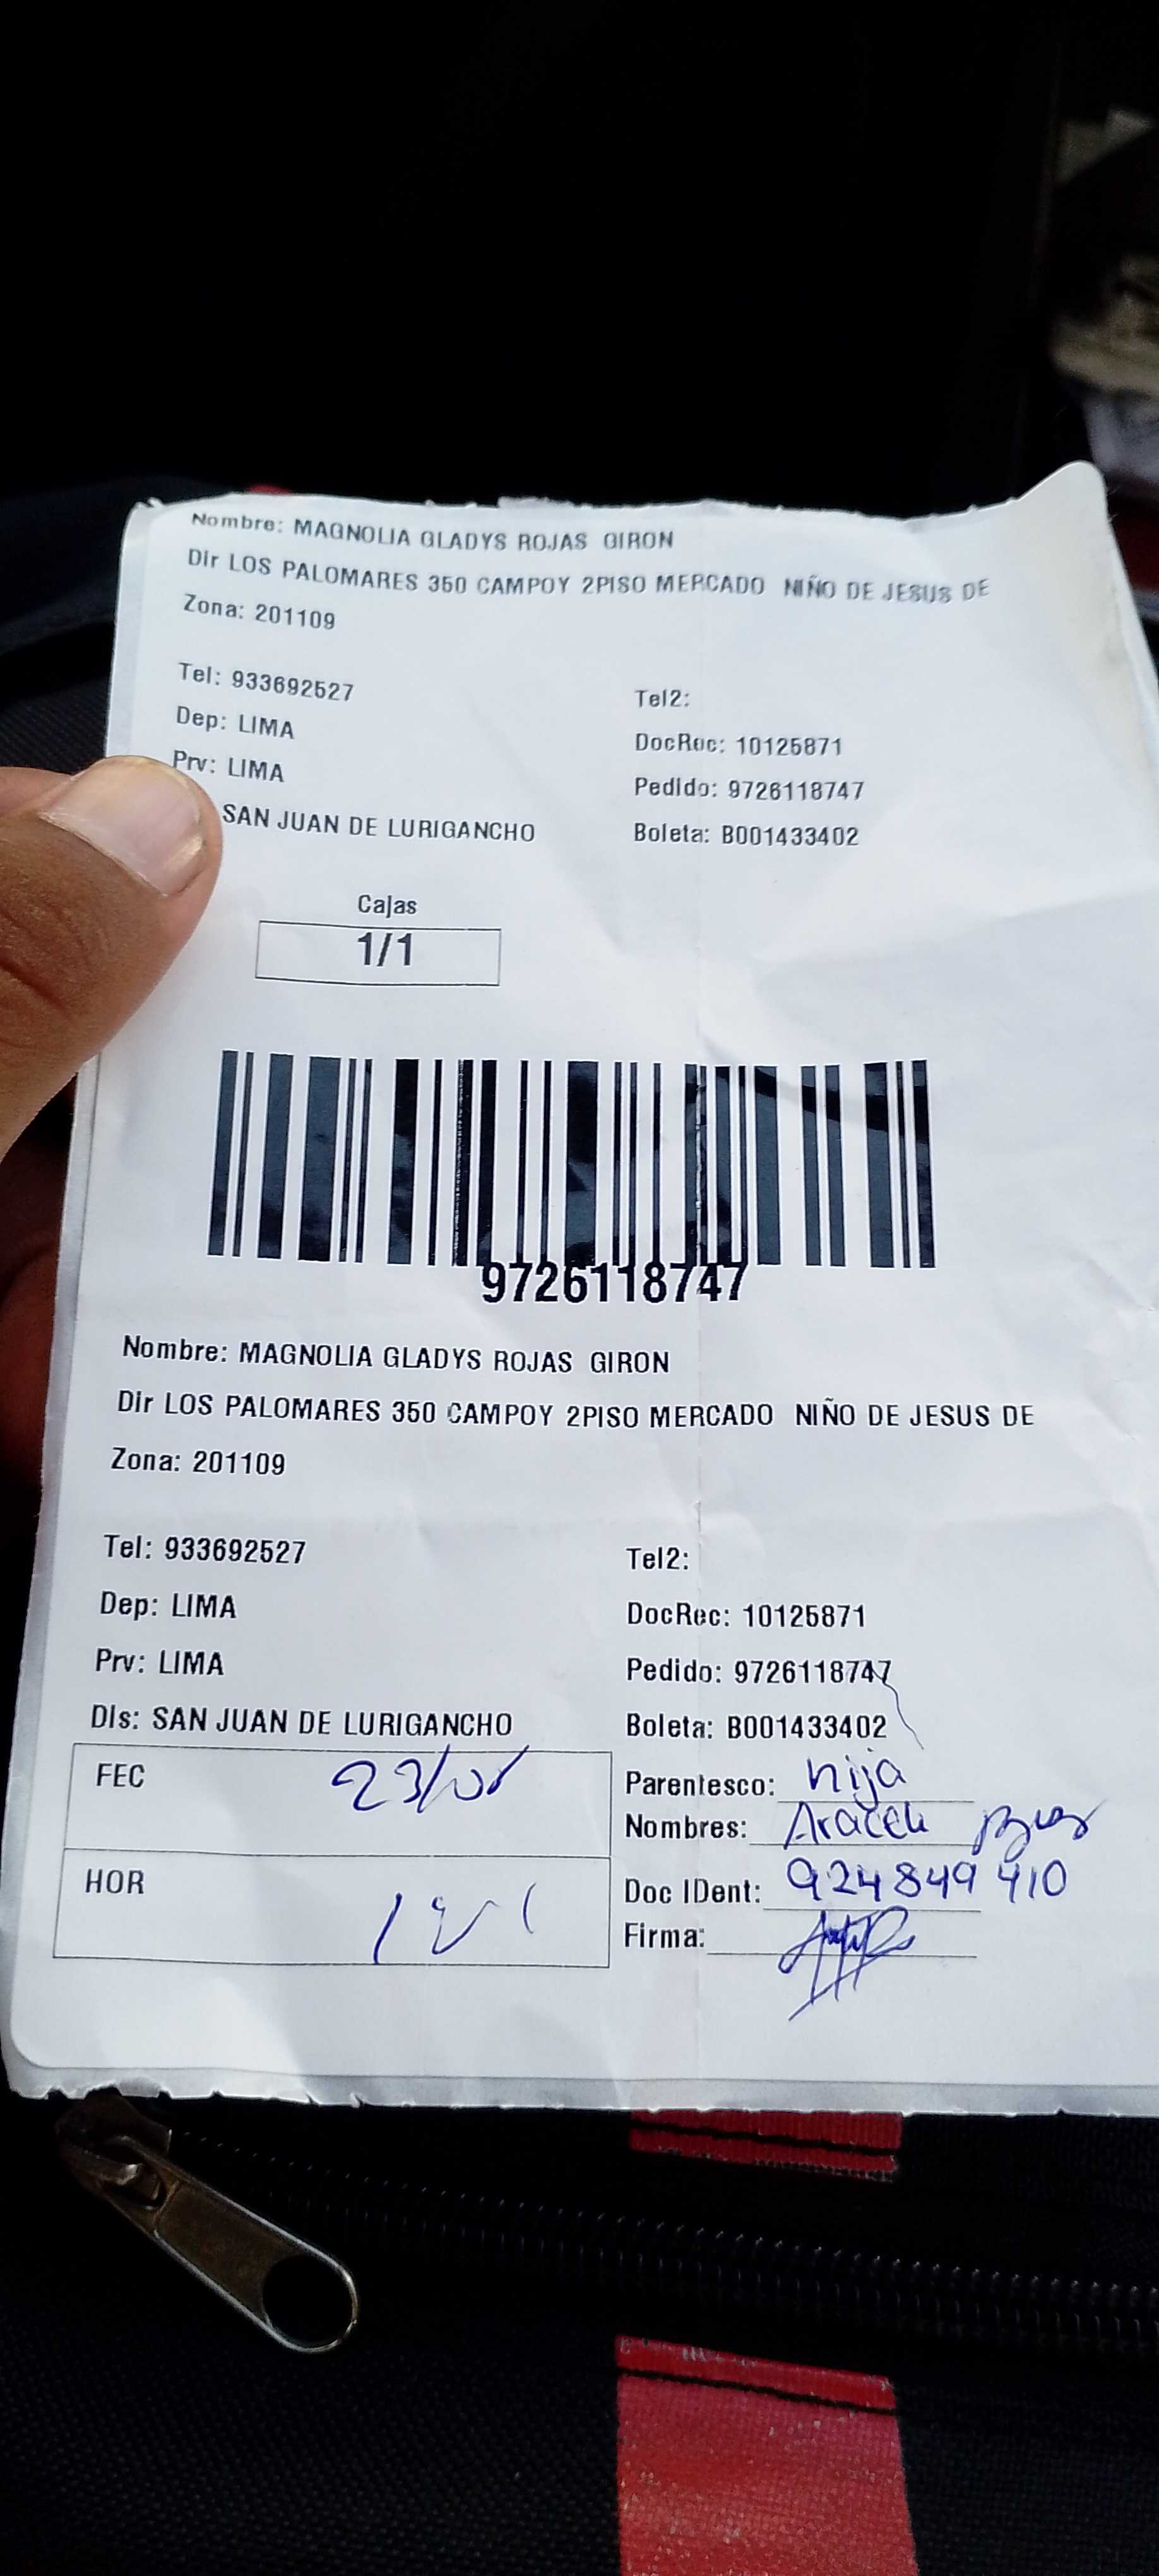 Nombre: MAGNOLIA GLADYS ROJAS GIRON
Dir LOS PALOMARES 350 CAMPOY 2PISO MERCADO NIÑO DE JESUS DE
Zona: 201109
Tel: 933692527
Tel2:
Dep: LIMA
DocRec: 10125871
Prv: LIMA
Pedido: 9726118747
SAN JUAN DE LURIGANCHO
Boleta: B001433402
Cajas
1/1
9726118747
Nombre: MAGNOLIA GLADYS ROJAS GIRON
Dir LOS PALOMARES 350 CAMPOY 2PISO MERCADO NIÑO DE JESUS DE
Zona: 201109
Tel: 933692527
Tel2:
Dep: LIMA
DocRec: 10125871
Prv: LIMA
Pedido: 9726118747
Dis: SAN JUAN DE LURIGANCHO
Boleta: B001433402
FEC
Parentesco: hija
Nombres: Araceli
HOR
Doc IDent: 924849410
Firma: